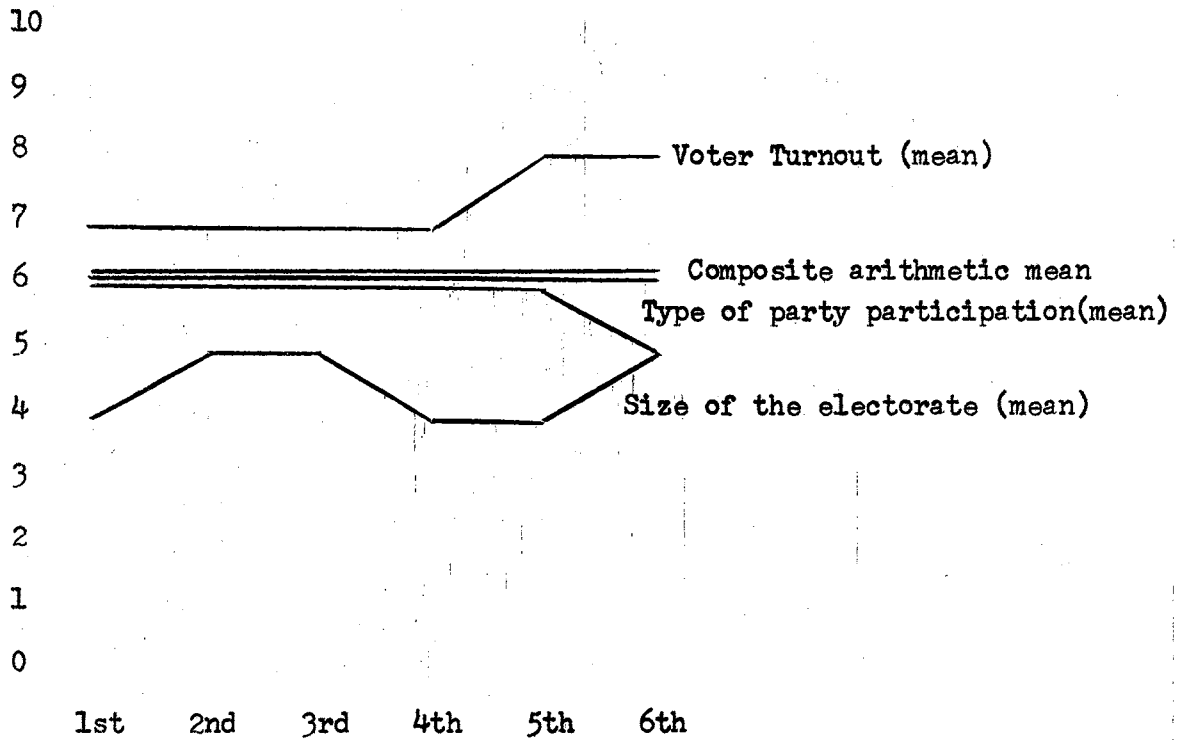 10
9
8
Voter Turnout (mean)
7
6
Composite arithmetic mean
Type of party participation(mean)
5
4
Size of the electorate (mean)
3
2
1
0
1st 2nd 3rd 4th 5th 6th